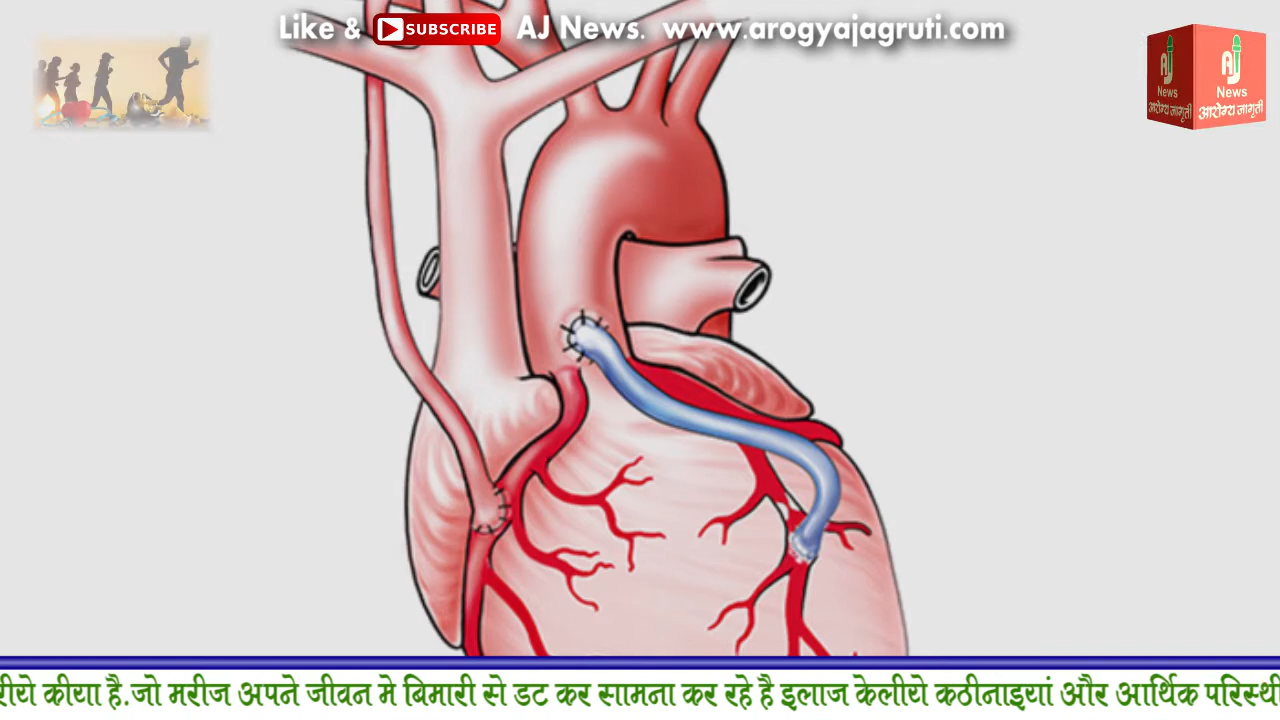 Like & SUBSCRIBE AJ News. www.arogyajagruti.com
AJ
News
आरोग्य जागृती
AJ
News
आरोग्य जागृती
रीयो कीया है.जो मरीज अपने जीवन मे बिमारी से डट कर सामना कर रहे है इलाज केलीये कठीनाइयां और आर्थिक परिस्थी